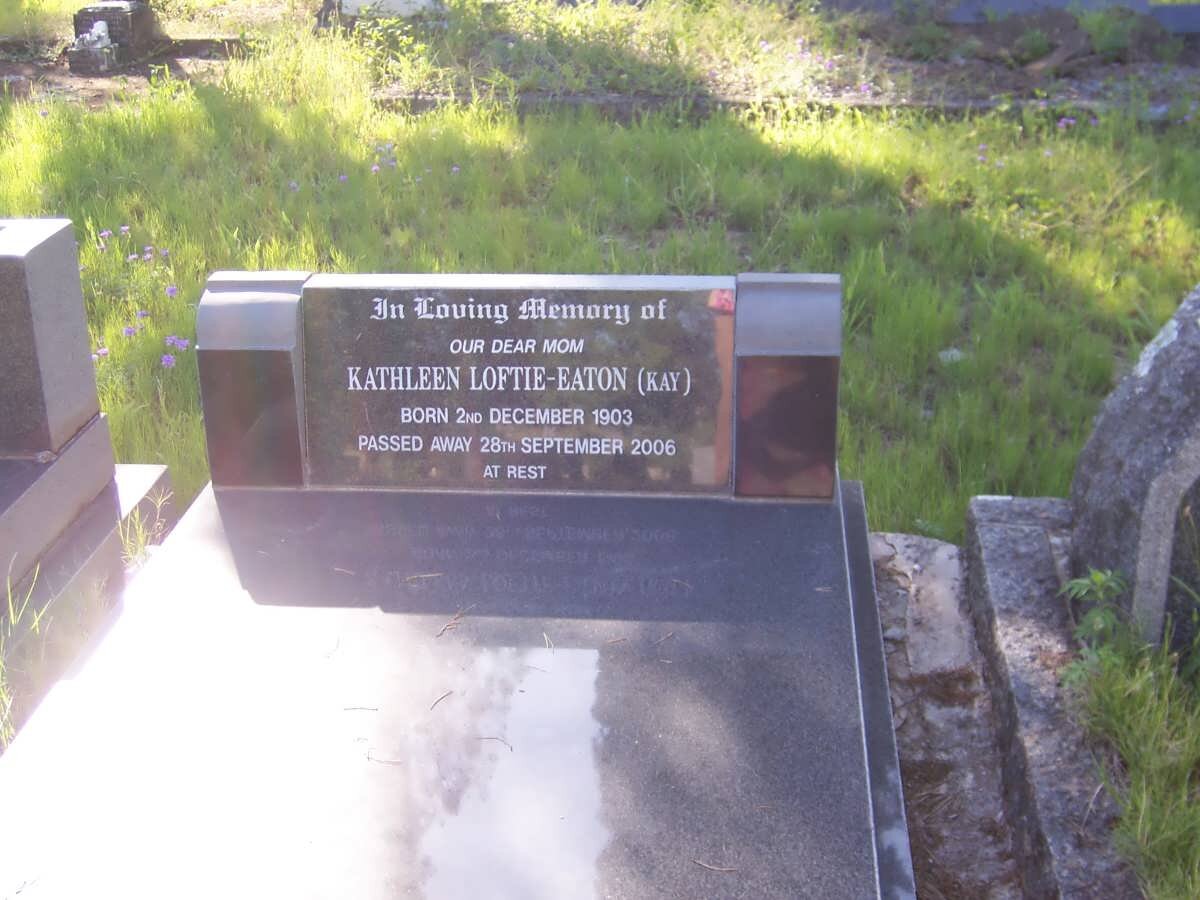 In Loving Memory of
OUR DEAR MOM
KATHLEEN LOFTIE-EATON (KAY)
BORN 2ND DECEMBER 1903
PASSED AWAY 28TH SEPTEMBER 2006
AT REST